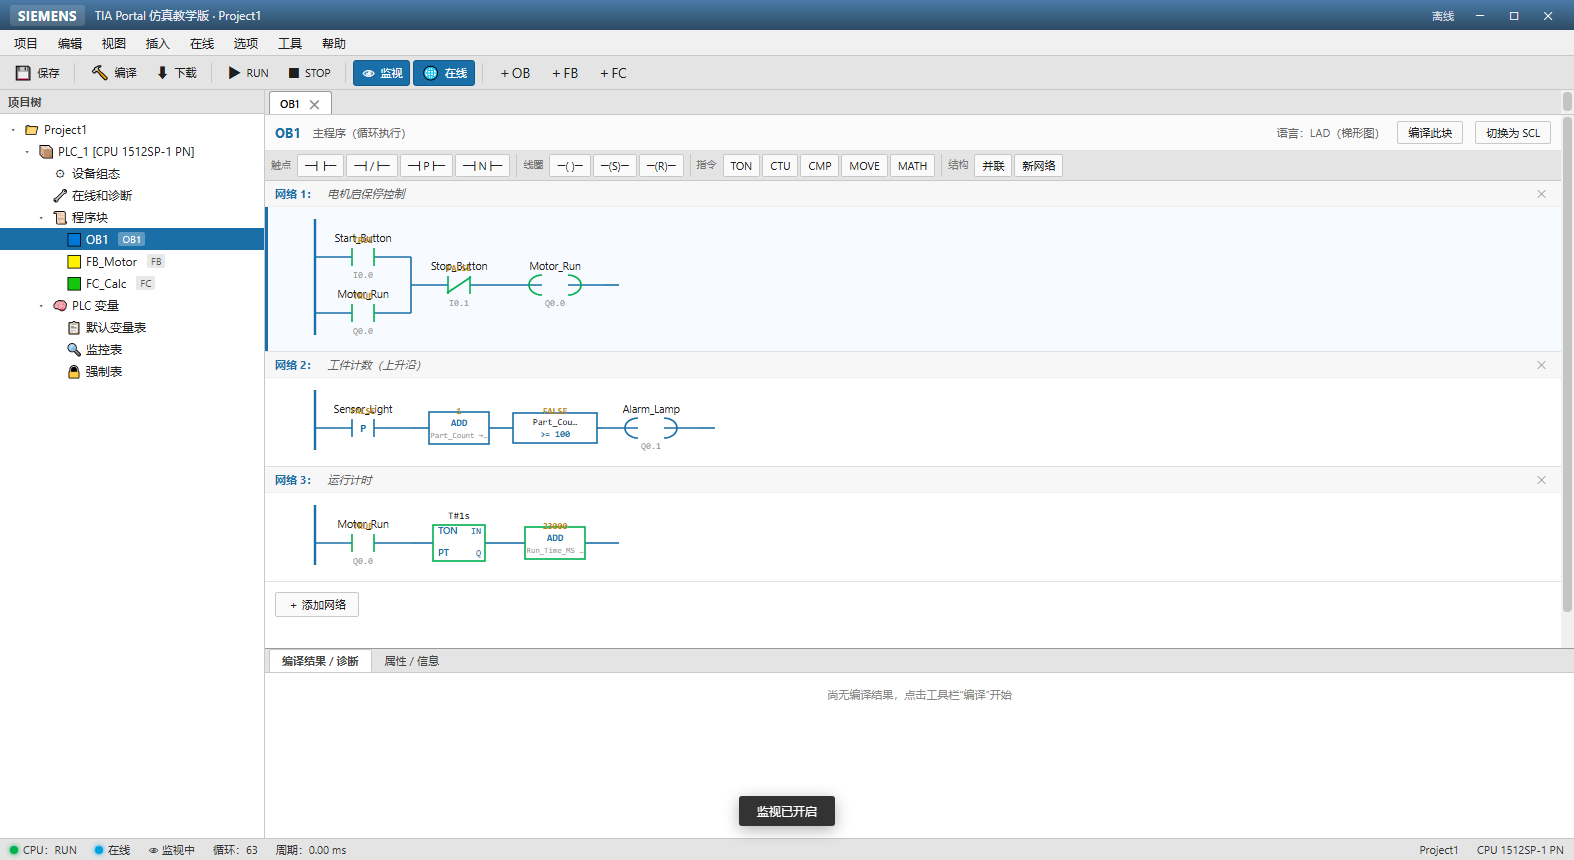 SIEMENS TIA Portal 仿真教学版 · Project1 离线
项目 编辑 视图 插入 在线 选项 工具 帮助
保存 编译 下载 RUN STOP 监视 在线 + OB + FB + FC
项目树
Project1
PLC_1 [CPU 1512SP-1 PN]
设备组态
在线和诊断
程序块
OB1 OB1
FB_Motor FB
FC_Calc FC
PLC 变量
默认变量表
监控表
强制表
OB1
OB1 主程序（循环执行） 语言：LAD（梯形图） 编译此块 切换为 SCL
触点 ⊣ ⊢ ⊣ / ⊢ ⊣ P ⊢ ⊣ N ⊢ 线圈 –( )– –(S)– –(R)– 指令 TON CTU CMP MOVE MATH 结构 并联 新网络
网络 1： 电机启保停控制
Start_Button
I0.0
Motor_Run
Q0.0
Stop_Button
FALSE
I0.1
Motor_Run
Q0.0
网络 2： 工件计数（上升沿）
Sensor_Light
P
1
ADD
Part_Count →…
FALSE
Part_Cou…
>= 100
Alarm_Lamp
Q0.1
网络 3： 运行计时
Motor_Run
Q0.0
T#1s
TON IN
PT Q
23000
ADD
Run_Time_MS …
+ 添加网络
编译结果 / 诊断 属性 / 信息
尚无编译结果，点击工具栏“编译”开始
监视已开启
CPU： RUN 在线 监视中 循环：63 周期：0.00 ms Project1 CPU 1512SP-1 PN